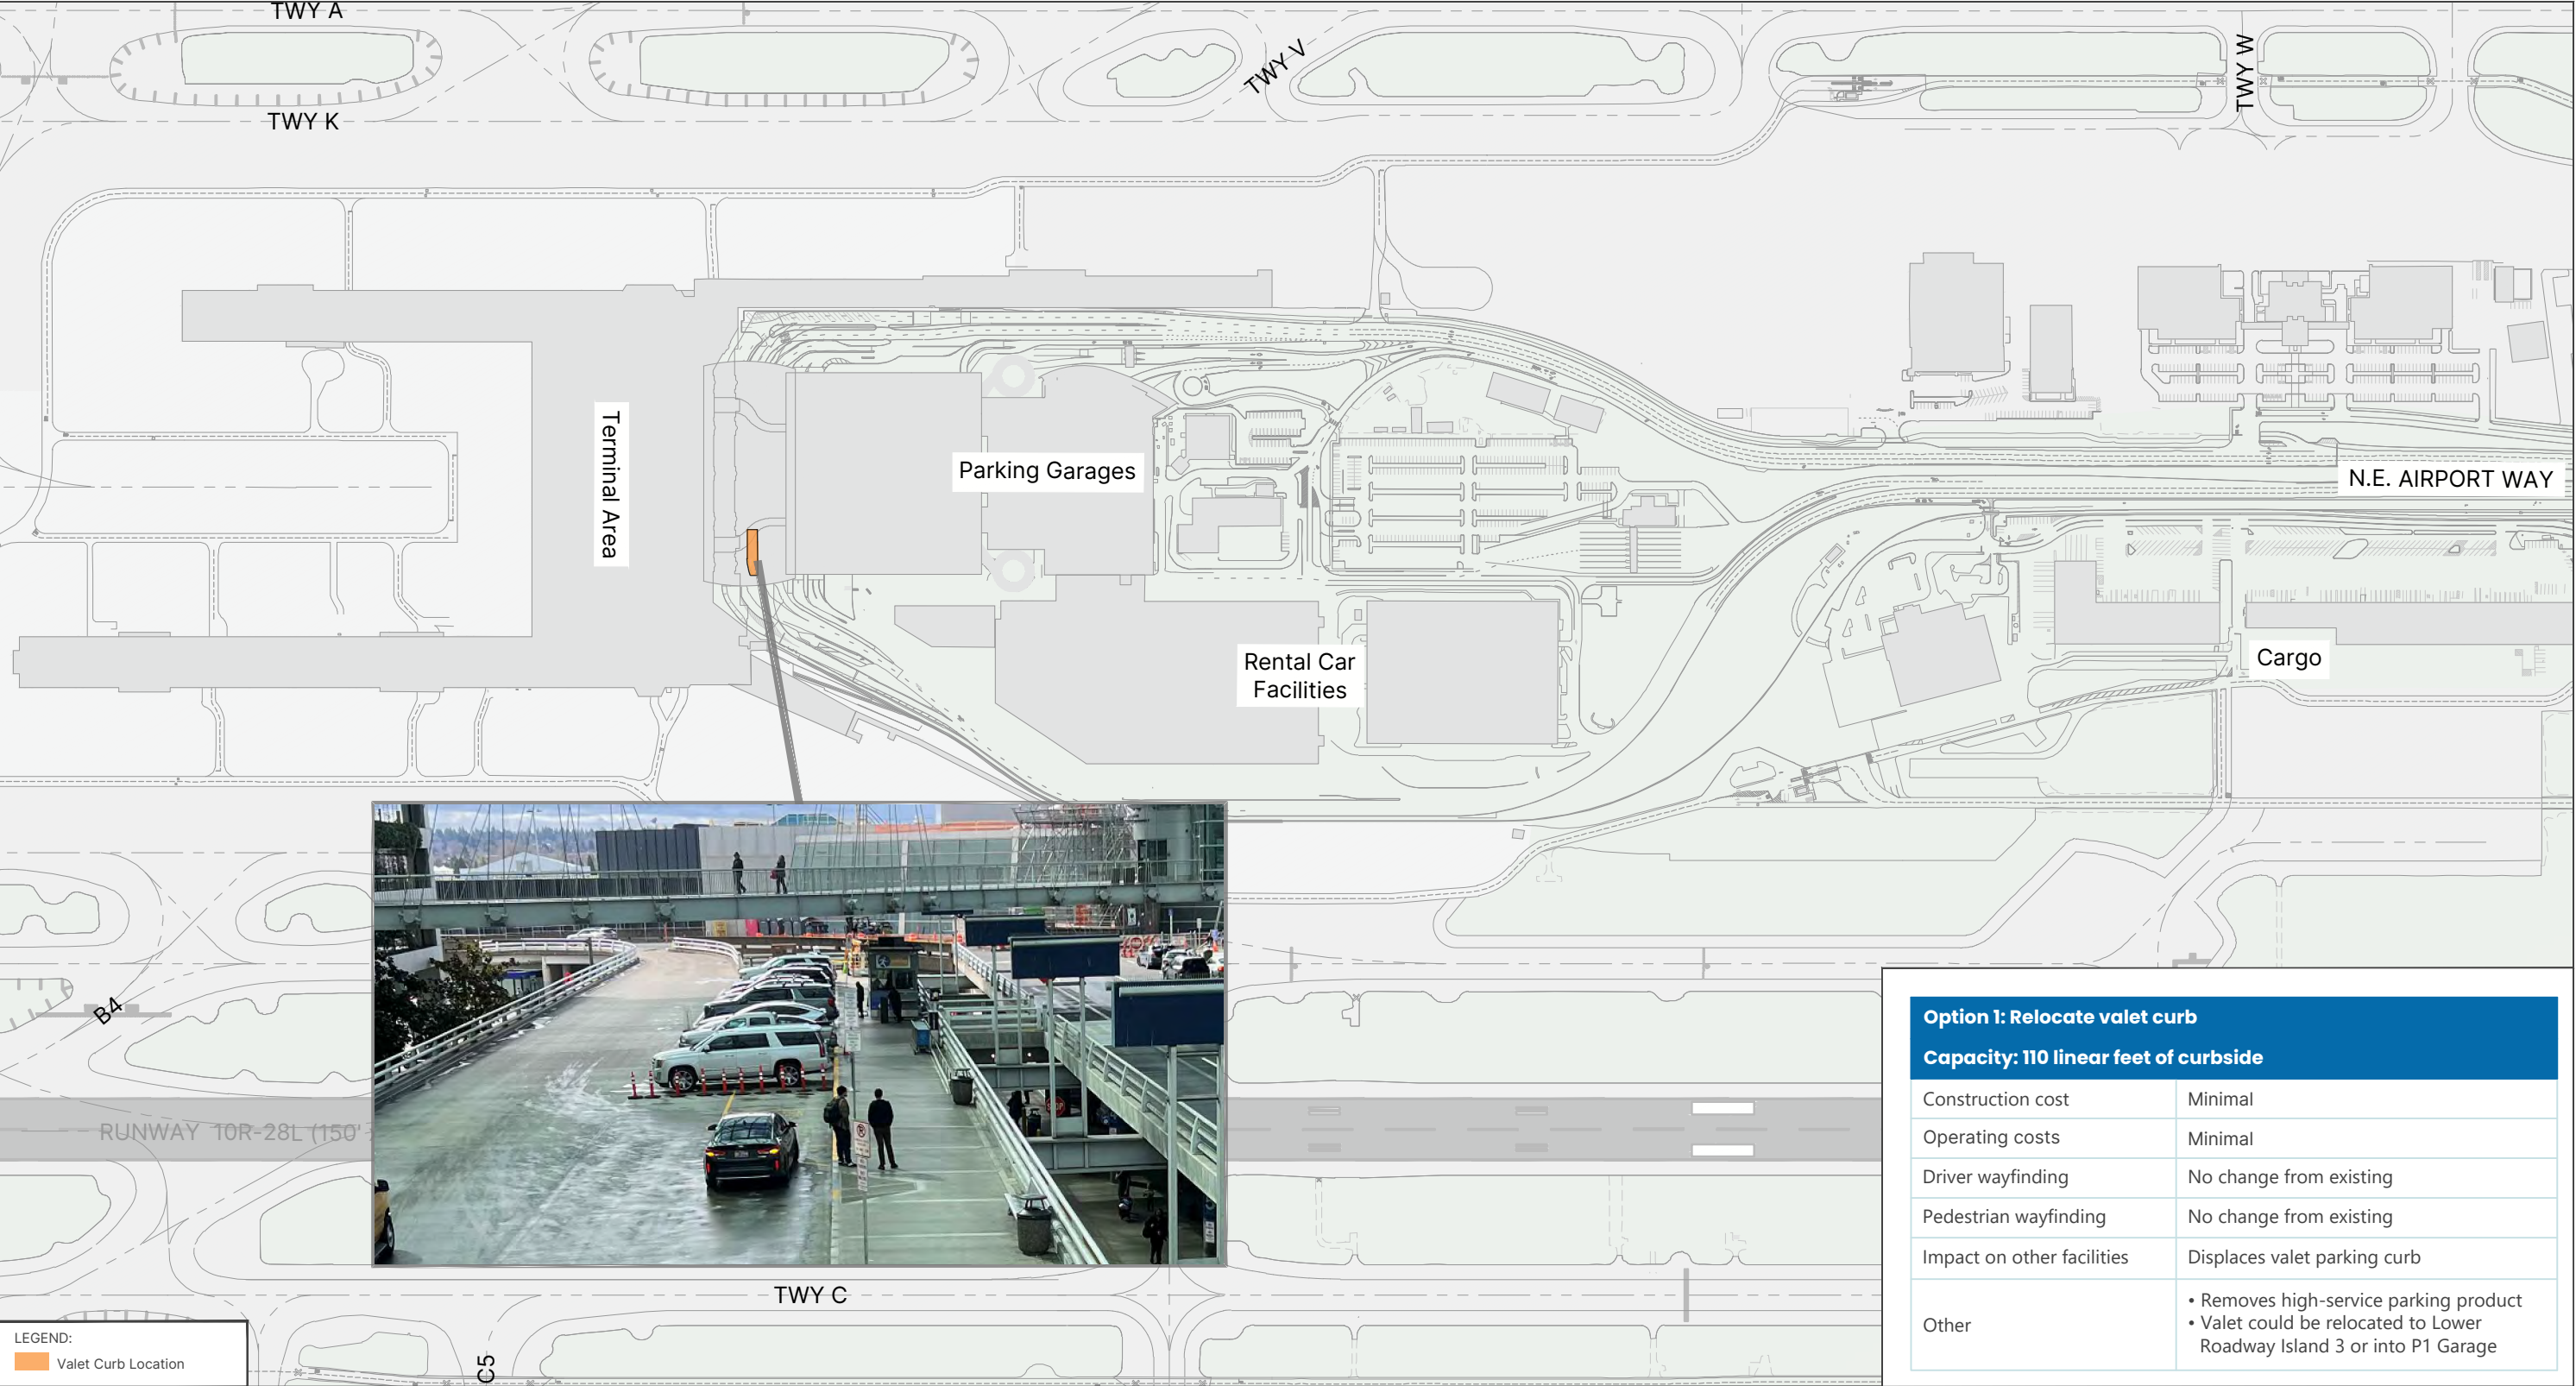 TWY A
TWY V
TWY W
TWY K
Terminal Area
Parking Garages
N.E. AIRPORT WAY
Rental Car
Facilities
Cargo
B4
RUNWAY 10R-28L (150'
STOP
TWY C
C5
LEGEND:
Valet Curb Location
Option 1: Relocate valet curb
Capacity: 110 linear feet of curbside
Construction cost Minimal
Operating costs Minimal
Driver wayfinding No change from existing
Pedestrian wayfinding No change from existing
Impact on other facilities Displaces valet parking curb
Other
• Removes high-service parking product
• Valet could be relocated to Lower
Roadway Island 3 or into P1 Garage